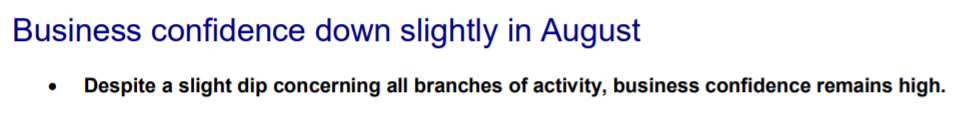 Business confidence down slightly in August
• Despite a slight dip concerning all branches of activity, business confidence remains high.